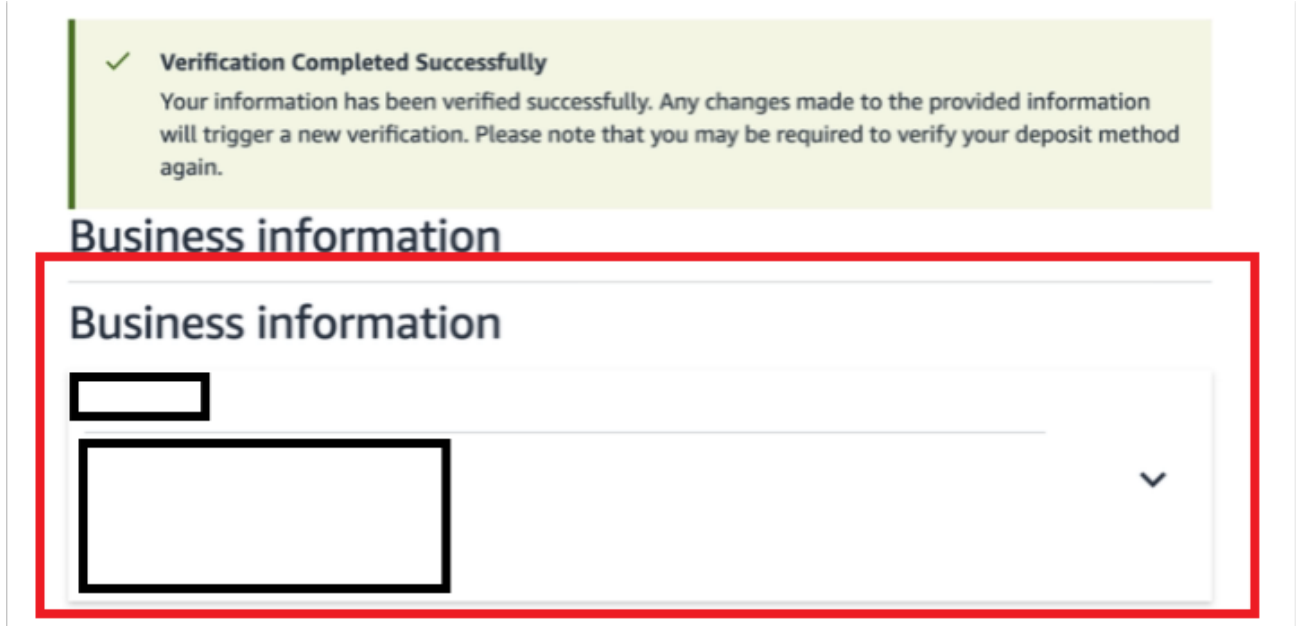 Verification Completed Successfully
Your information has been verified successfully. Any changes made to the provided information
will trigger a new verification. Please note that you may be required to verify your deposit method
again.
Business information
Business information